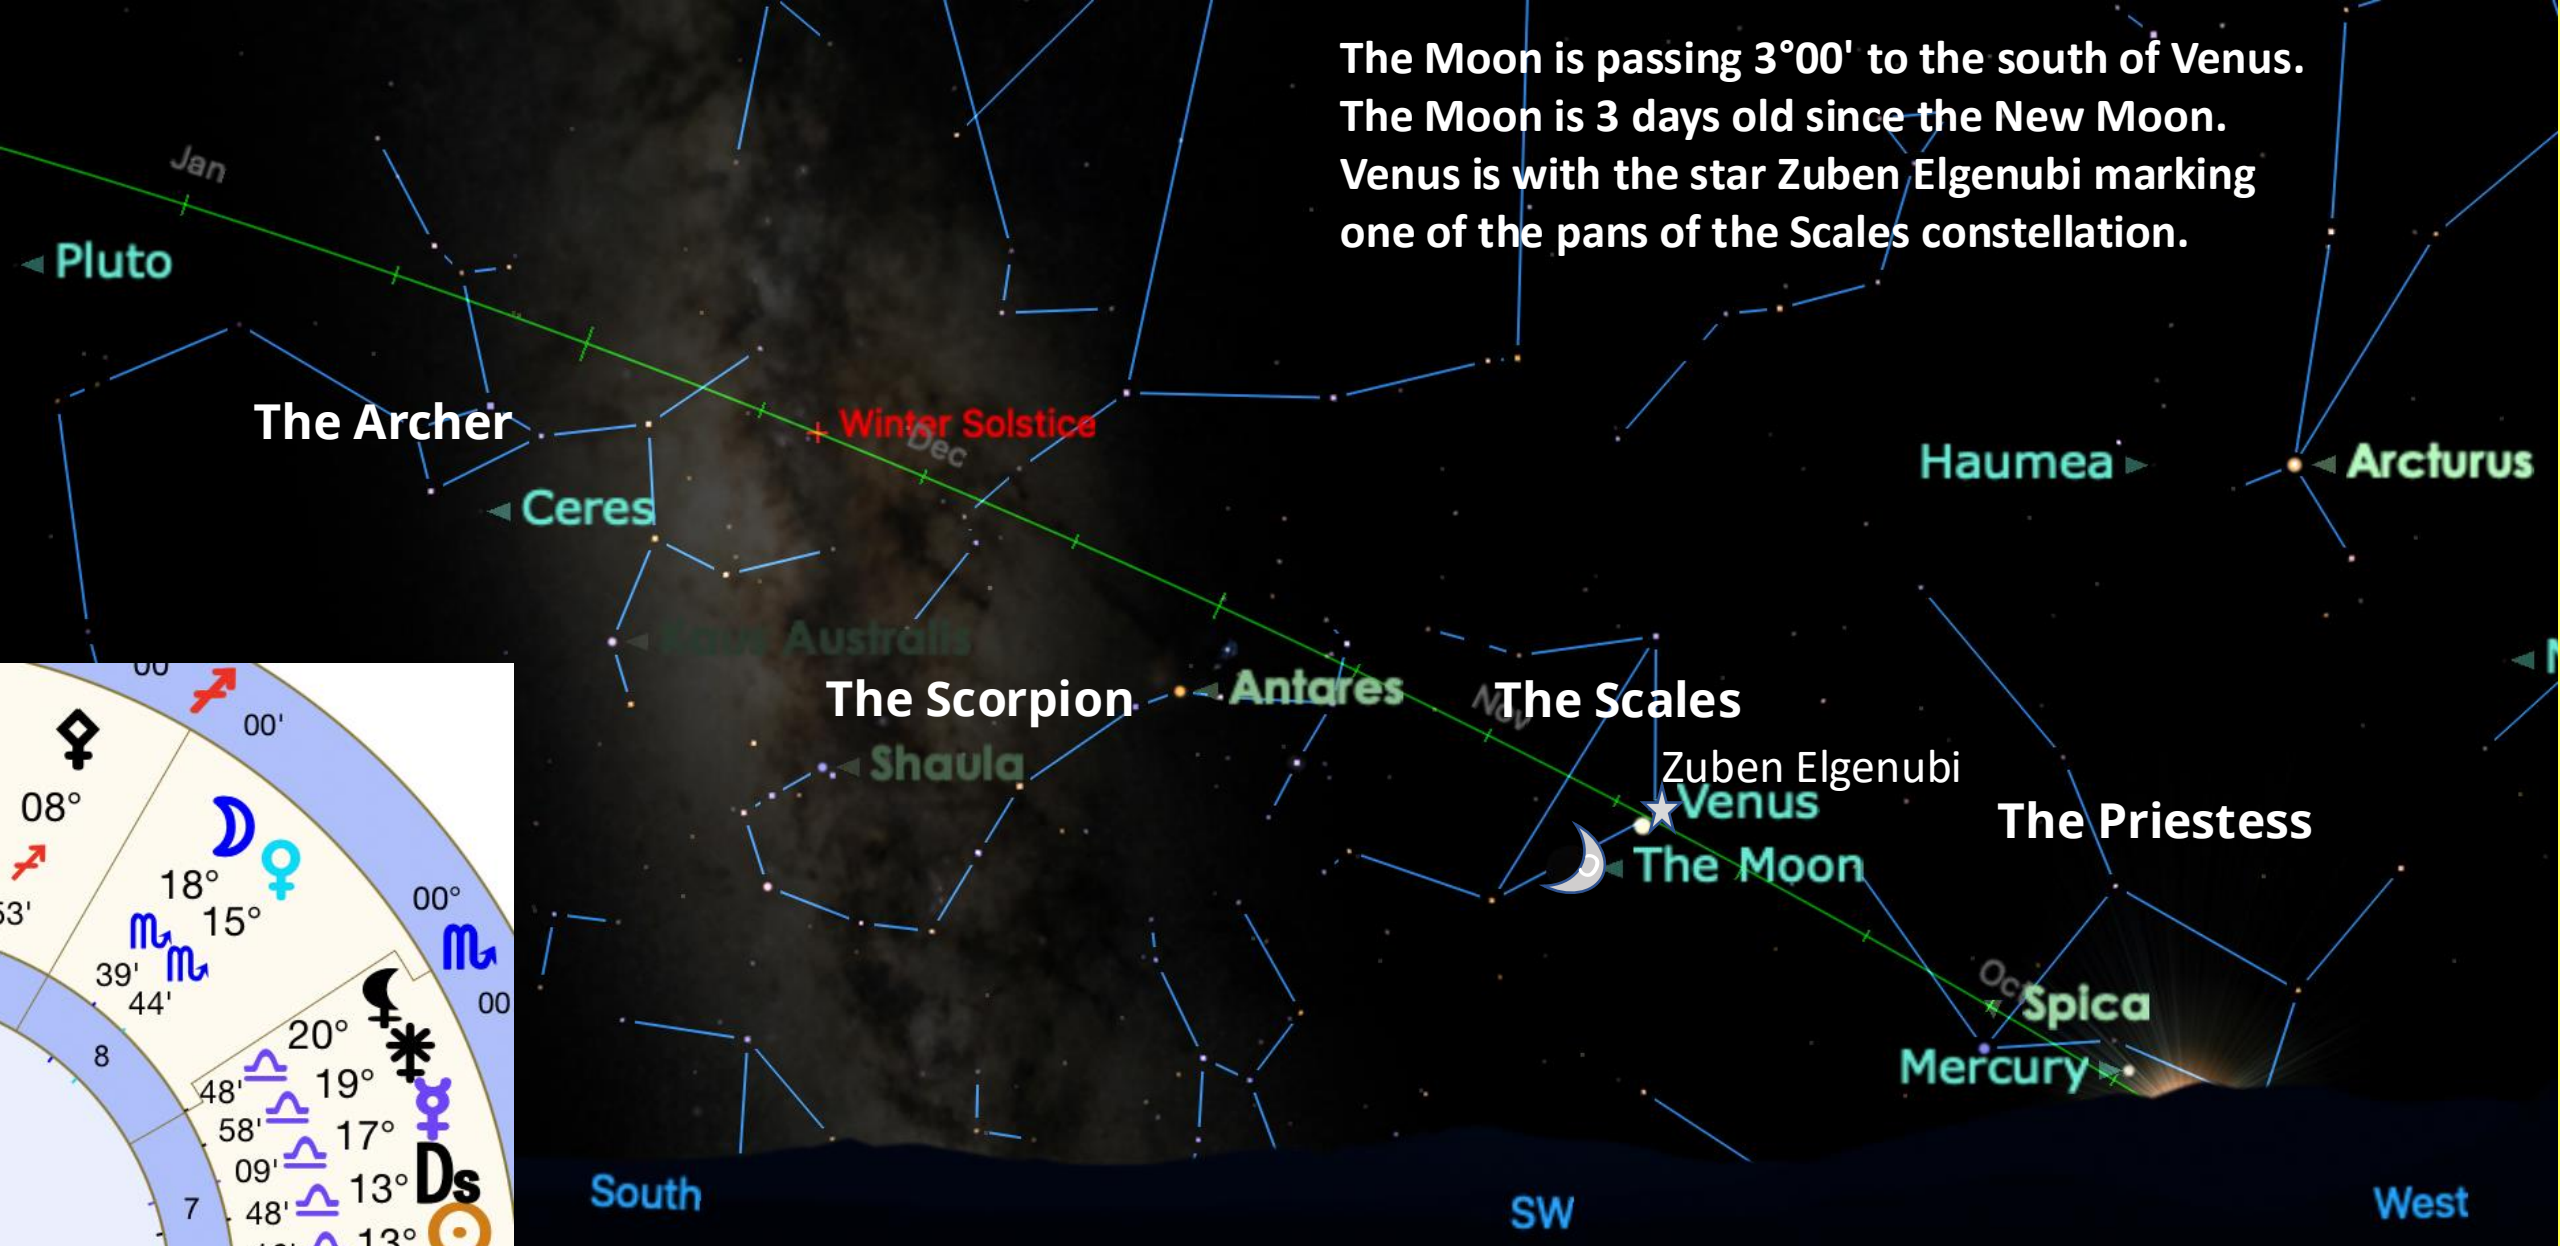 The Moon is passing 3°00' to the south of Venus.
The Moon is 3 days old since the New Moon.
Venus is with the star Zuben Elgenubi marking
one of the pans of the Scales constellation.
Jan
Pluto
Winter Solstice
Dec
The Archer
Haumea
Arcturus
Ceres
Kaus Australis
The Scorpion
Antares
Nov
The Scales
Shaula
Zuben Elgenubi
Venus
The Priestess
The Moon
Oct
Spica
Mercury
South
SW
West
00
♐
00'
08°
♐
53'
18°
♏
39'
15°
♏
44'
00°
♏
00
8
20°
♎
48'
19°
♎
58'
17°
♎
09'
Ds
13°
♎
48'
7
13°